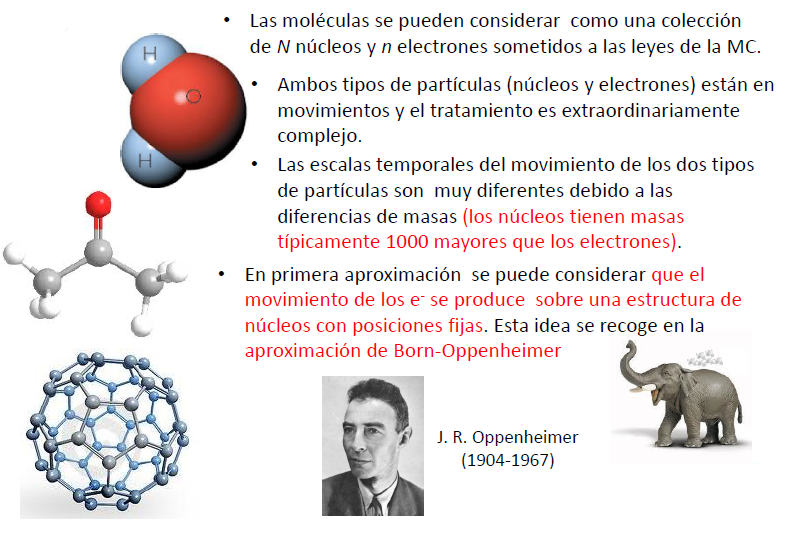 • Las moléculas se pueden considerar como una colección
de N núcleos y n electrones sometidos a las leyes de la MC.
• Ambos tipos de partículas (núcleos y electrones) están en
movimientos y el tratamiento es extraordinariamente
complejo.
• Las escalas temporales del movimiento de los dos tipos
de partículas son muy diferentes debido a las
diferencias de masas (los núcleos tienen masas
típicamente 1000 mayores que los electrones).
• En primera aproximación se puede considerar que el
movimiento de los e⁻ se produce sobre una estructura de
núcleos con posiciones fijas. Esta idea se recoge en la
aproximación de Born-Oppenheimer
H
O
H
J. R. Oppenheimer
(1904-1967)